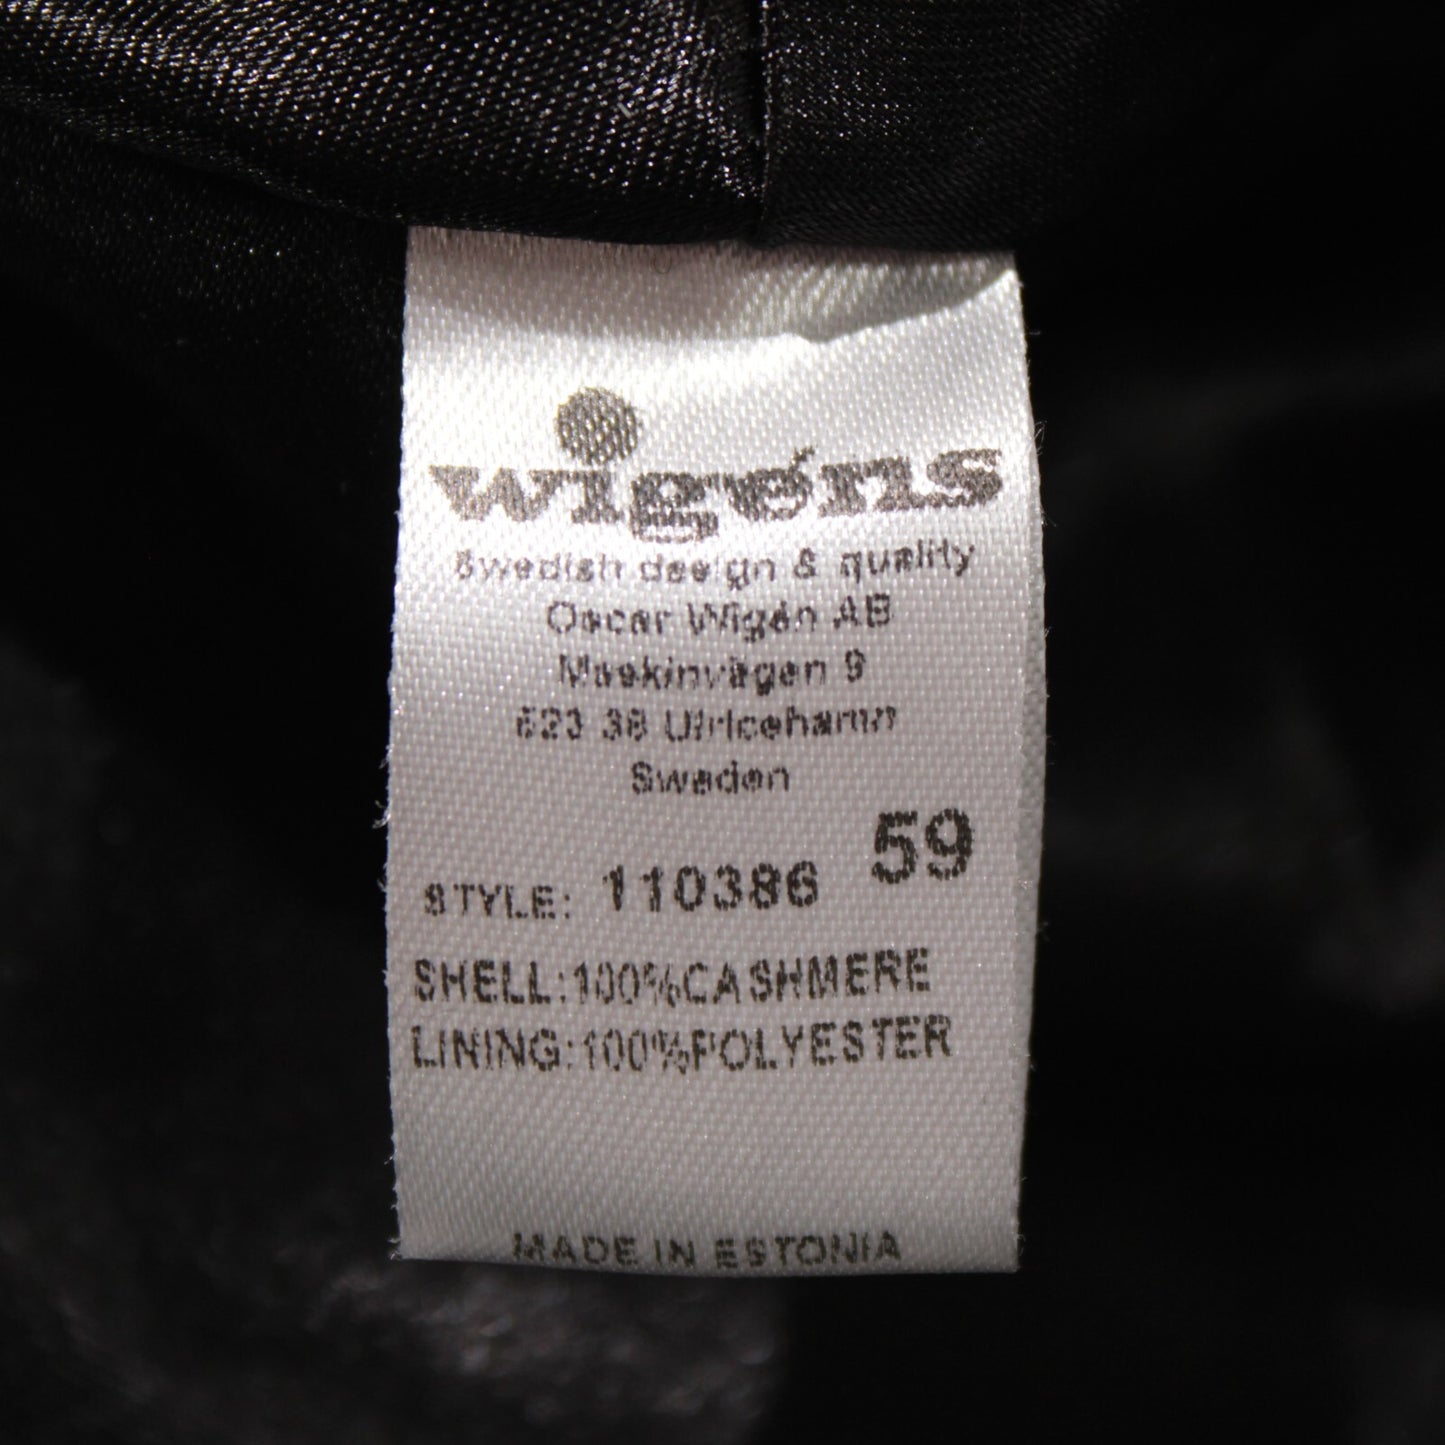 wigéns
Swedish design & quality
Oscar Wigén AB
Maskinvägen 9
523 38 Ulricehamn
Sweden
59
STYLE: 110386
SHELL:100%CASHMERE
LINING:100%POLYESTER
MADE IN ESTONIA